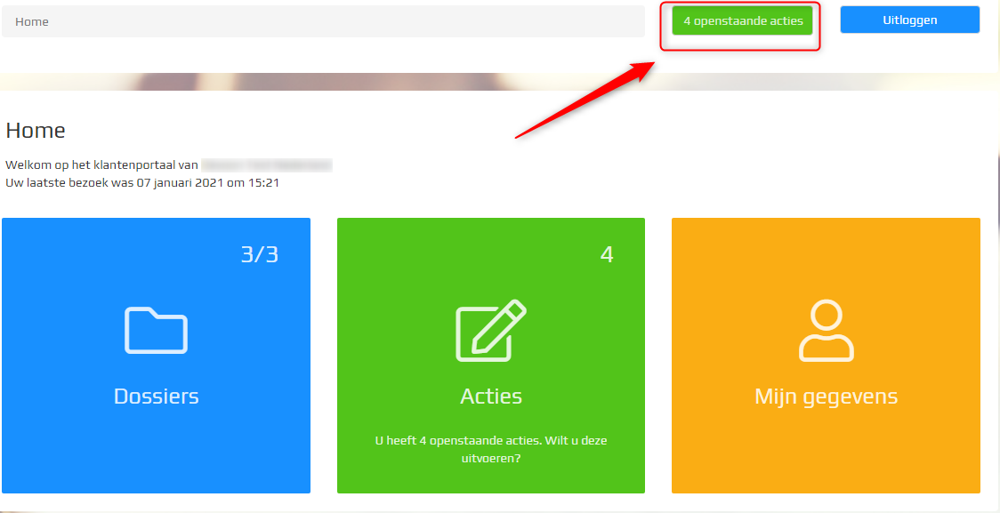 Home
4 openstaande acties
Uitloggen
Home
Welkom op het klantenportaal van
Uw laatste bezoek was 07 januari 2021 om 15:21
3/3
Dossiers
4
Acties
U heeft 4 openstaande acties. Wilt u deze
uitvoeren?
Mijn gegevens